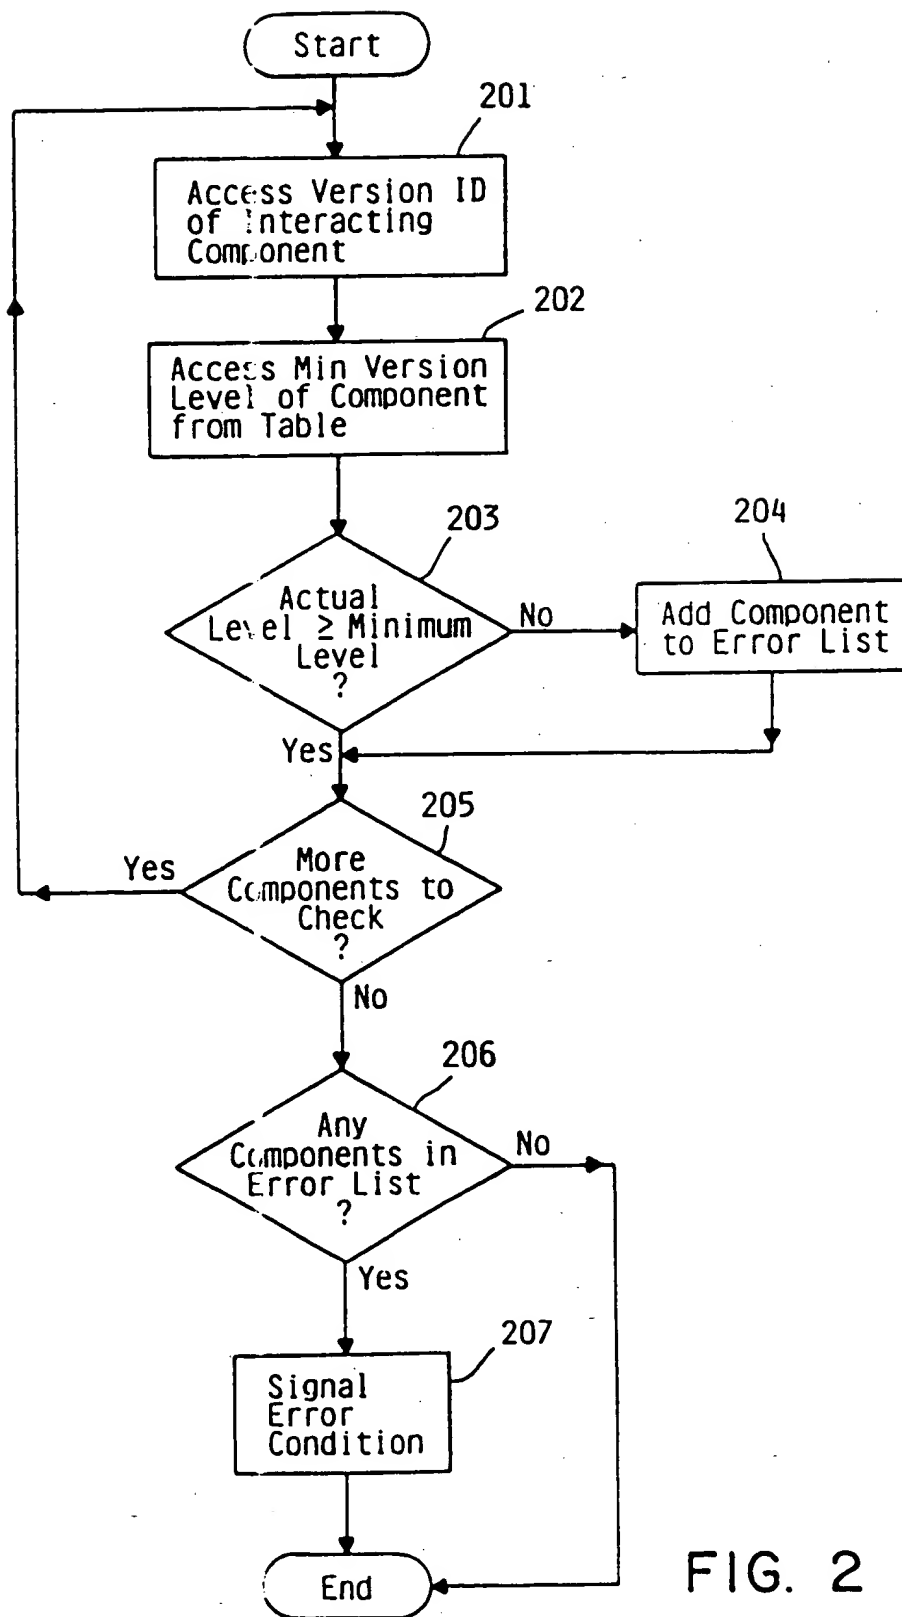 Start
201
Access Version ID
of Interacting
Component
202
Access Min Version
Level of Component
from Table
203
204
Actual
Level ≥ Minimum
Level
?
No
Add Component
to Error List
Yes
205
Yes
More
Components to
Check
?
No
206
Any
Components in
Error List
?
No
Yes
207
Signal
Error
Condition
End
FIG. 2